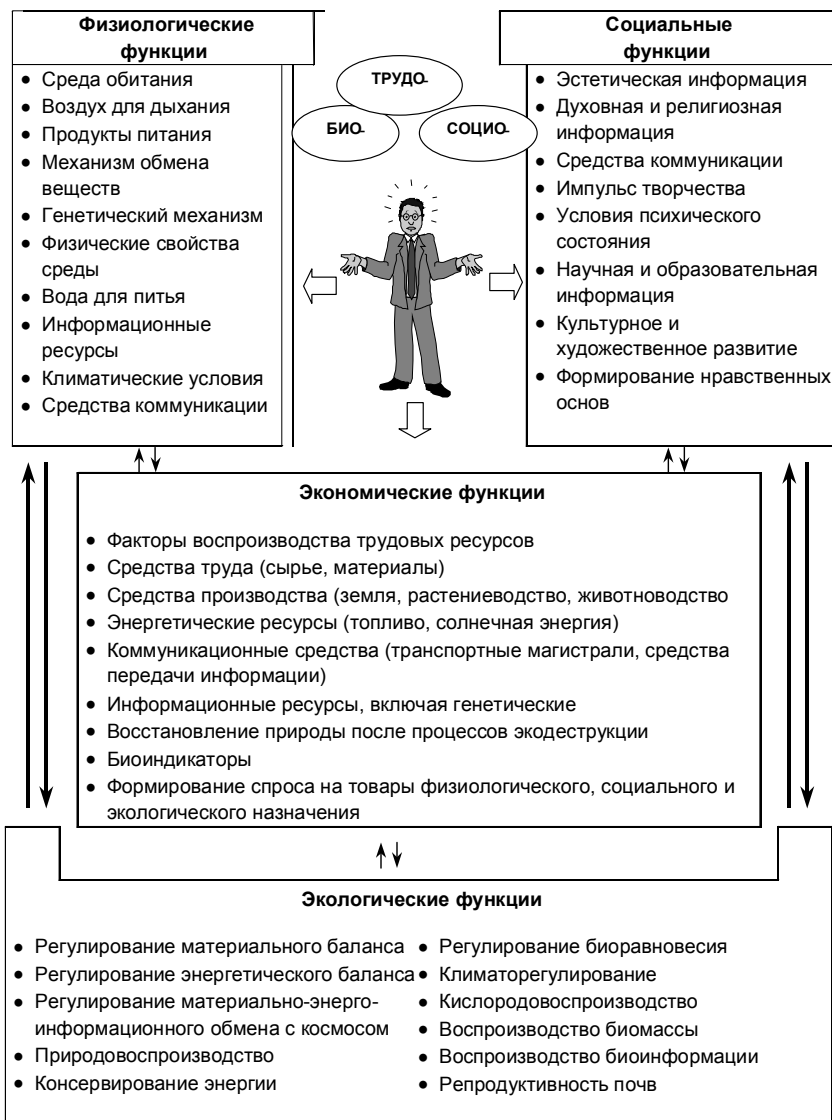 Физиологические
функции
• Среда обитания
• Воздух для дыхания
• Продукты питания
• Механизм обмена
веществ
• Генетический механизм
• Физические свойства
среды
• Вода для питья
• Информационные
ресурсы
• Климатические условия
• Средства коммуникации
ТРУДО-
БИО-
СОЦИО-
Социальные
функции
• Эстетическая информация
• Духовная и религиозная
информация
• Средства коммуникации
• Импульс творчества
• Условия психического
состояния
• Научная и образовательная
информация
• Культурное и
художественное развитие
• Формирование нравственных
основ
Экономические функции
• Факторы воспроизводства трудовых ресурсов
• Средства труда (сырье, материалы)
• Средства производства (земля, растениеводство, животноводство
• Энергетические ресурсы (топливо, солнечная энергия)
• Коммуникационные средства (транспортные магистрали, средства
передачи информации)
• Информационные ресурсы, включая генетические
• Восстановление природы после процессов экодеструкции
• Биоиндикаторы
• Формирование спроса на товары физиологического, социального и
экологического назначения
Экологические функции
• Регулирование материального баланса
• Регулирование энергетического баланса
• Регулирование материально-энерго-
информационного обмена с космосом
• Природовоспроизводство
• Консервирование энергии
• Регулирование биоравновесия
• Климаторегулирование
• Кислородовоспроизводство
• Воспроизводство биомассы
• Воспроизводство биоинформации
• Репродуктивность почв